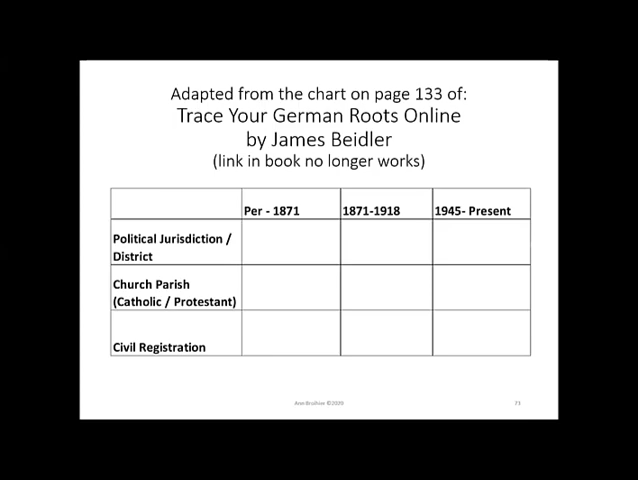 Adapted from the chart on page 133 of:
Trace Your German Roots Online
by James Beidler
(link in book no longer works)
Per - 1871 1871-1918 1945- Present
Political Jurisdiction /
District
Church Parish
(Catholic / Protestant)
Civil Registration
©2020 73